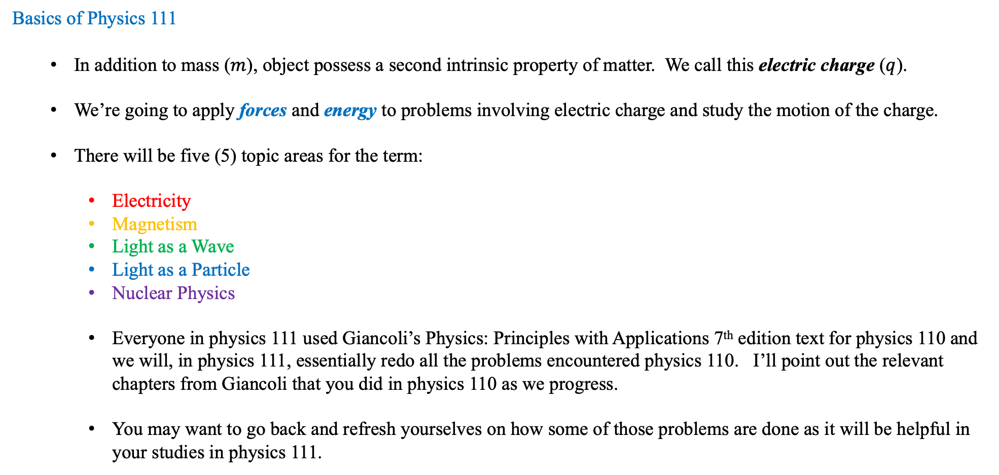 Basics of Physics 111
• In addition to mass (m), object possess a second intrinsic property of matter.  We call this electric charge (q).
• We’re going to apply forces and energy to problems involving electric charge and study the motion of the charge.
• There will be five (5) topic areas for the term:
• Electricity
• Magnetism
• Light as a Wave
• Light as a Particle
• Nuclear Physics
• Everyone in physics 111 used Giancoli’s Physics: Principles with Applications 7th edition text for physics 110 and
we will, in physics 111, essentially redo all the problems encountered physics 110.   I’ll point out the relevant
chapters from Giancoli that you did in physics 110 as we progress.
• You may want to go back and refresh yourselves on how some of those problems are done as it will be helpful in
your studies in physics 111.